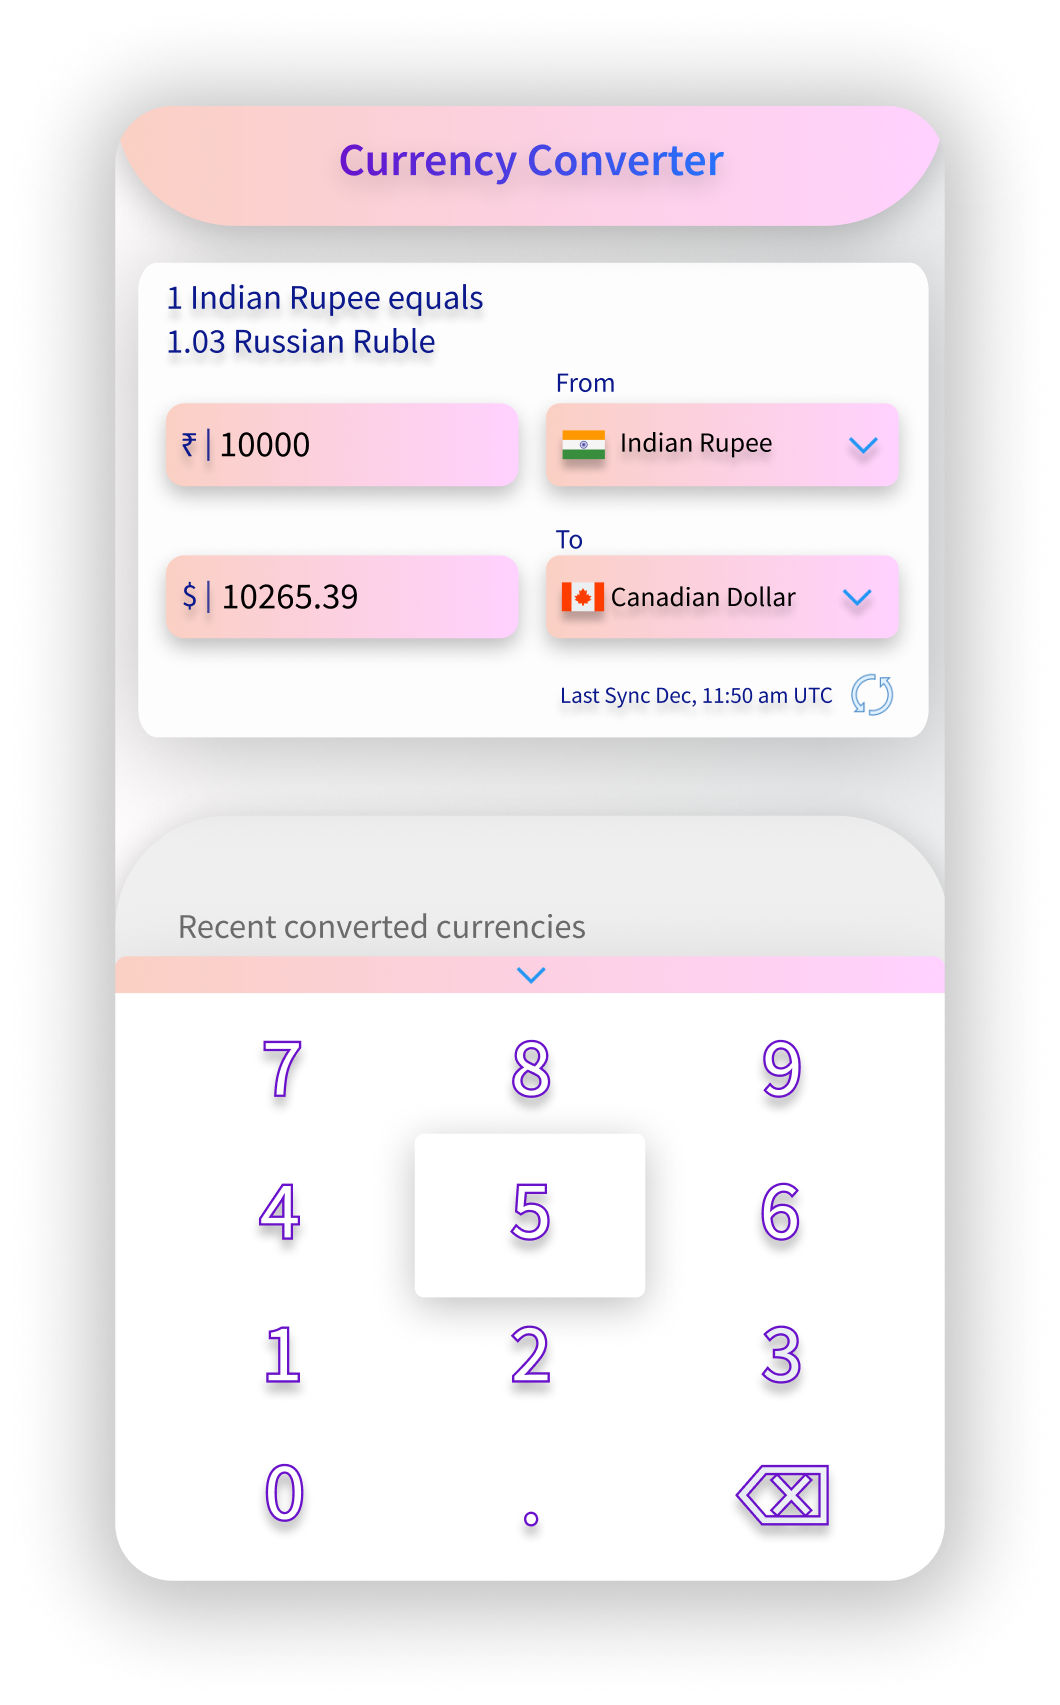 Currency Converter
1 Indian Rupee equals
1.03 Russian Ruble
From
₹ | 10000
Indian Rupee
To
$ | 10265.39
Canadian Dollar
Last Sync Dec, 11:50 am UTC
Recent converted currencies
7 8 9
4 5 6
1 2 3
0 .